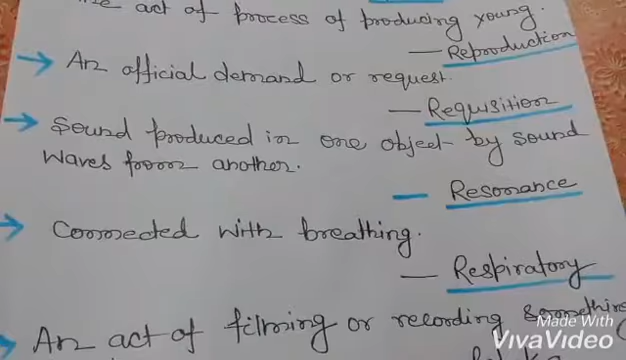 act of process of producing young.
— Reproduction
→ An official demand or request.
— Requisition
→ Sound produced in one object by sound
waves from another.
— Resonance
→ Connected with breathing.
— Respiratory
An act of filming or recording something
Made With
VivaVideo